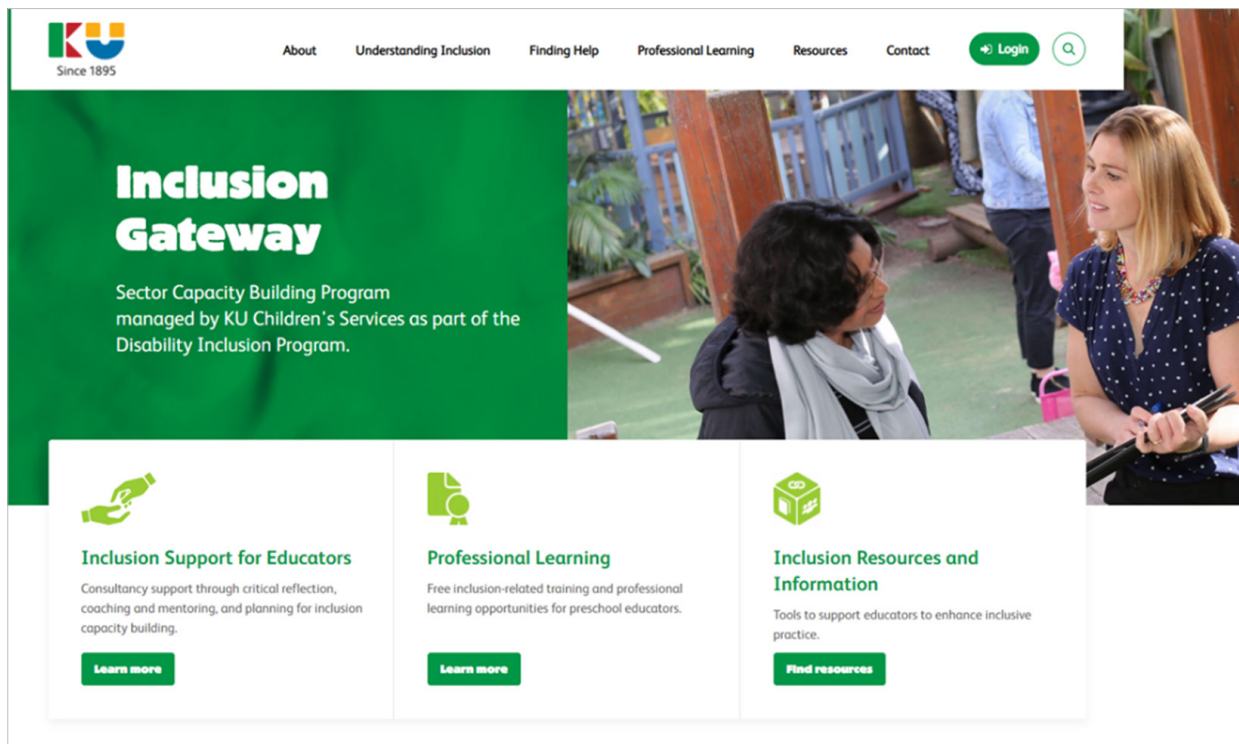 KU
Since 1895
About
Understanding Inclusion
Finding Help
Professional Learning
Resources
Contact
Login
Inclusion
Gateway
Sector Capacity Building Program
managed by KU Children's Services as part of the
Disability Inclusion Program.
Inclusion Support for Educators
Consultancy support through critical reflection,
coaching and mentoring, and planning for inclusion
capacity building.
Learn more
Professional Learning
Free inclusion-related training and professional
learning opportunities for preschool educators.
Learn more
Inclusion Resources and
Information
Tools to support educators to enhance inclusive
practice.
Find resources